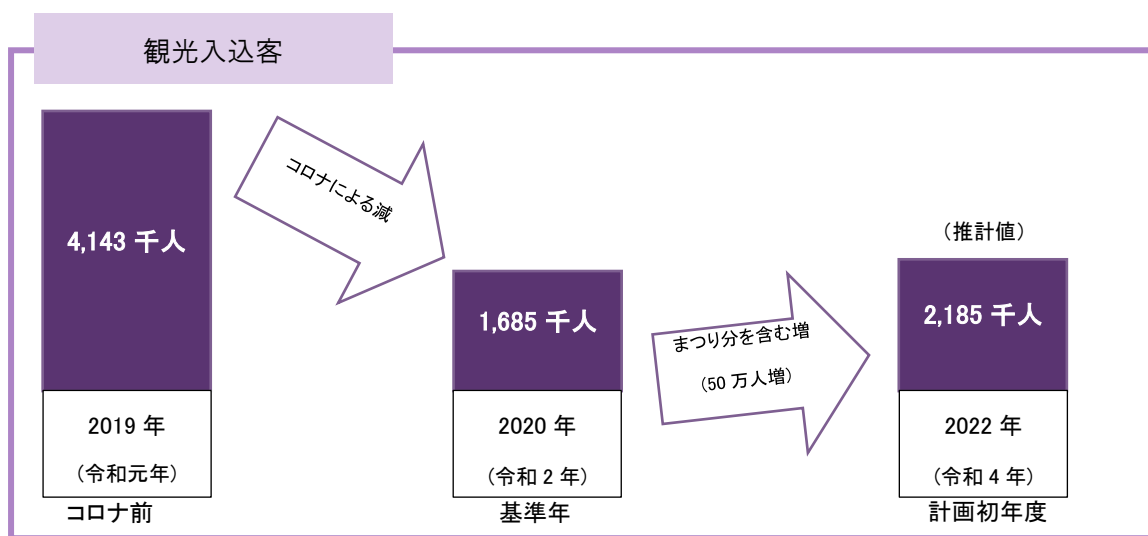 観光入込客
4,143 千人
2019 年
（令和元年）
コロナ前
コロナによる減
1,685 千人
2020 年
（令和 2 年）
基準年
まつり分を含む増
（50 万人増）
（推計値）
2,185 千人
2022 年
（令和 4 年）
計画初年度